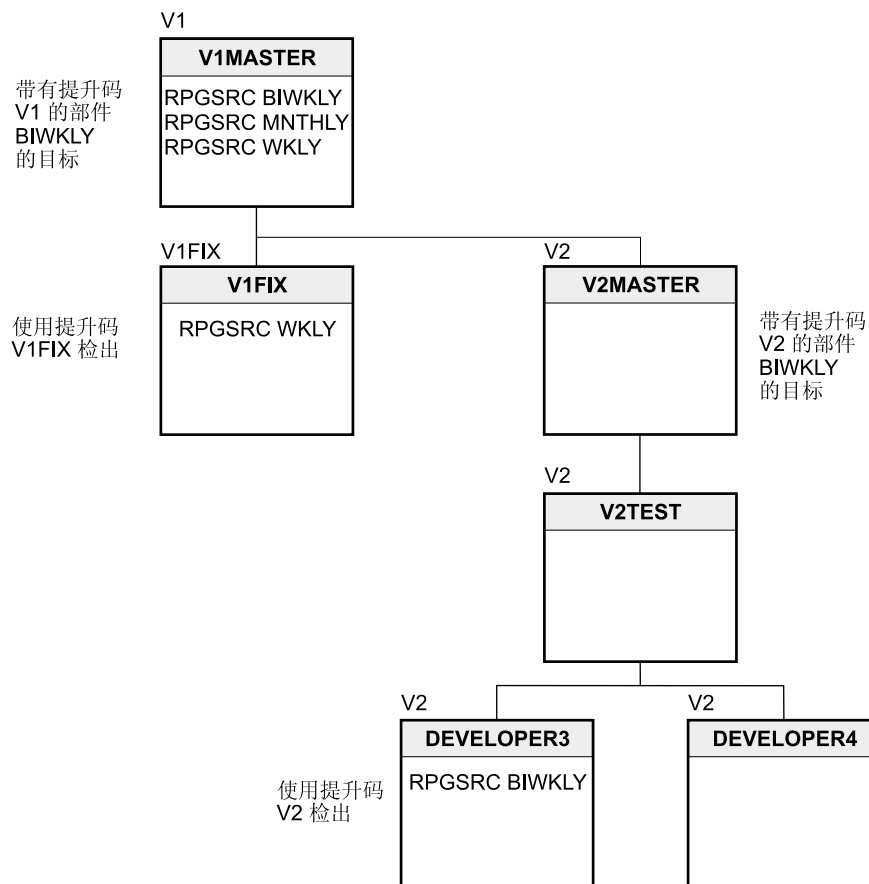 V1
V1MASTER
带有提升码
V1 的部件
BIWKLY
的目标
RPGSRC BIWKLY
RPGSRC MNTHLY
RPGSRC WKLY
V1FIX
V2
V1FIX
V2MASTER
使用提升码
V1FIX 检出
RPGSRC WKLY
带有提升码
V2 的部件
BIWKLY
的目标
V2
V2TEST
V2
V2
DEVELOPER3
DEVELOPER4
使用提升码
V2 检出
RPGSRC BIWKLY